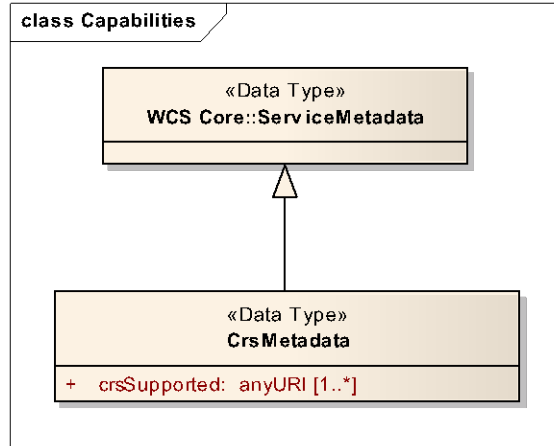 class Capabilities
«Data Type»
WCS Core::ServiceMetadata
«Data Type»
CrsMetadata
+ crsSupported: anyURI [1..*]